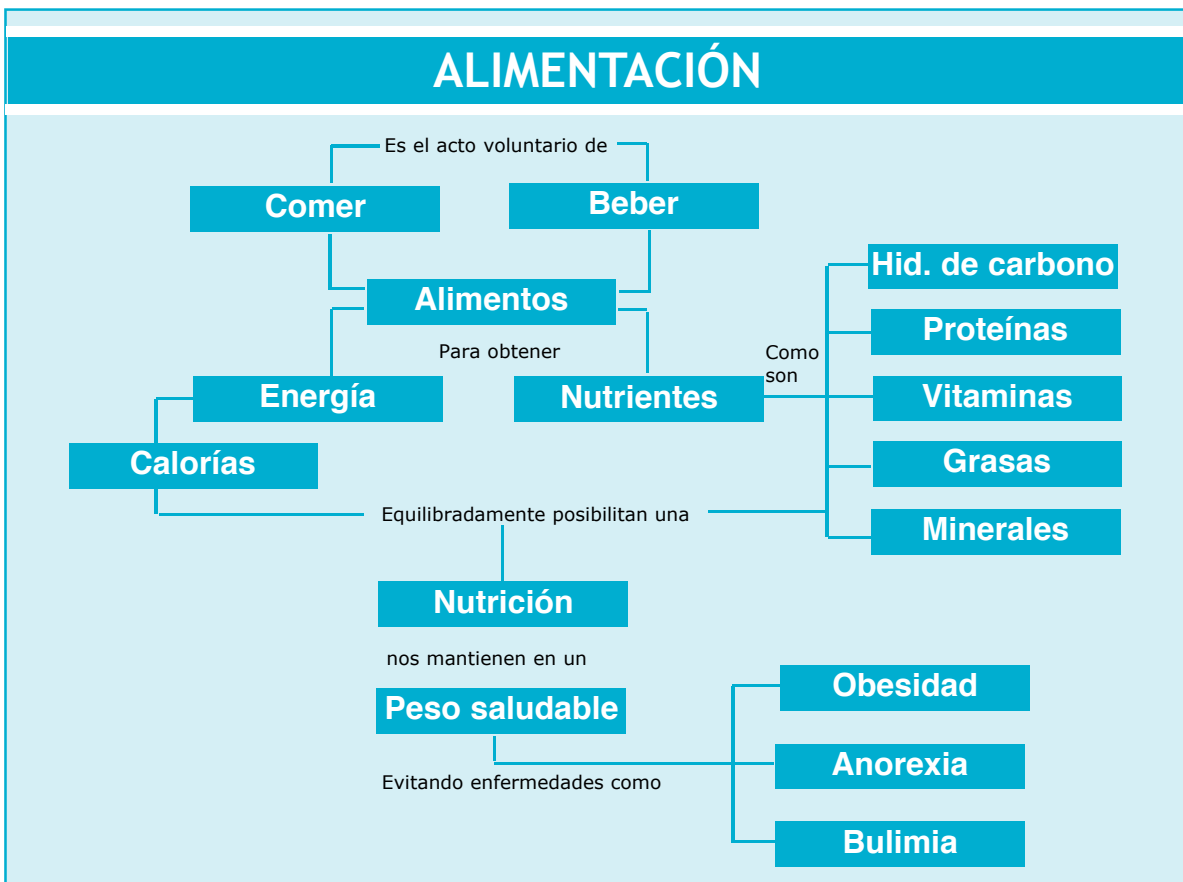 ALIMENTACIÓN
Es el acto voluntario de
Comer
Beber
Alimentos
Para obtener
Energía
Nutrientes
Calorías
Como
son
Hid. de carbono
Proteínas
Vitaminas
Grasas
Minerales
Equilibradamente posibilitan una
Nutrición
nos mantienen en un
Peso saludable
Evitando enfermedades como
Obesidad
Anorexia
Bulimia